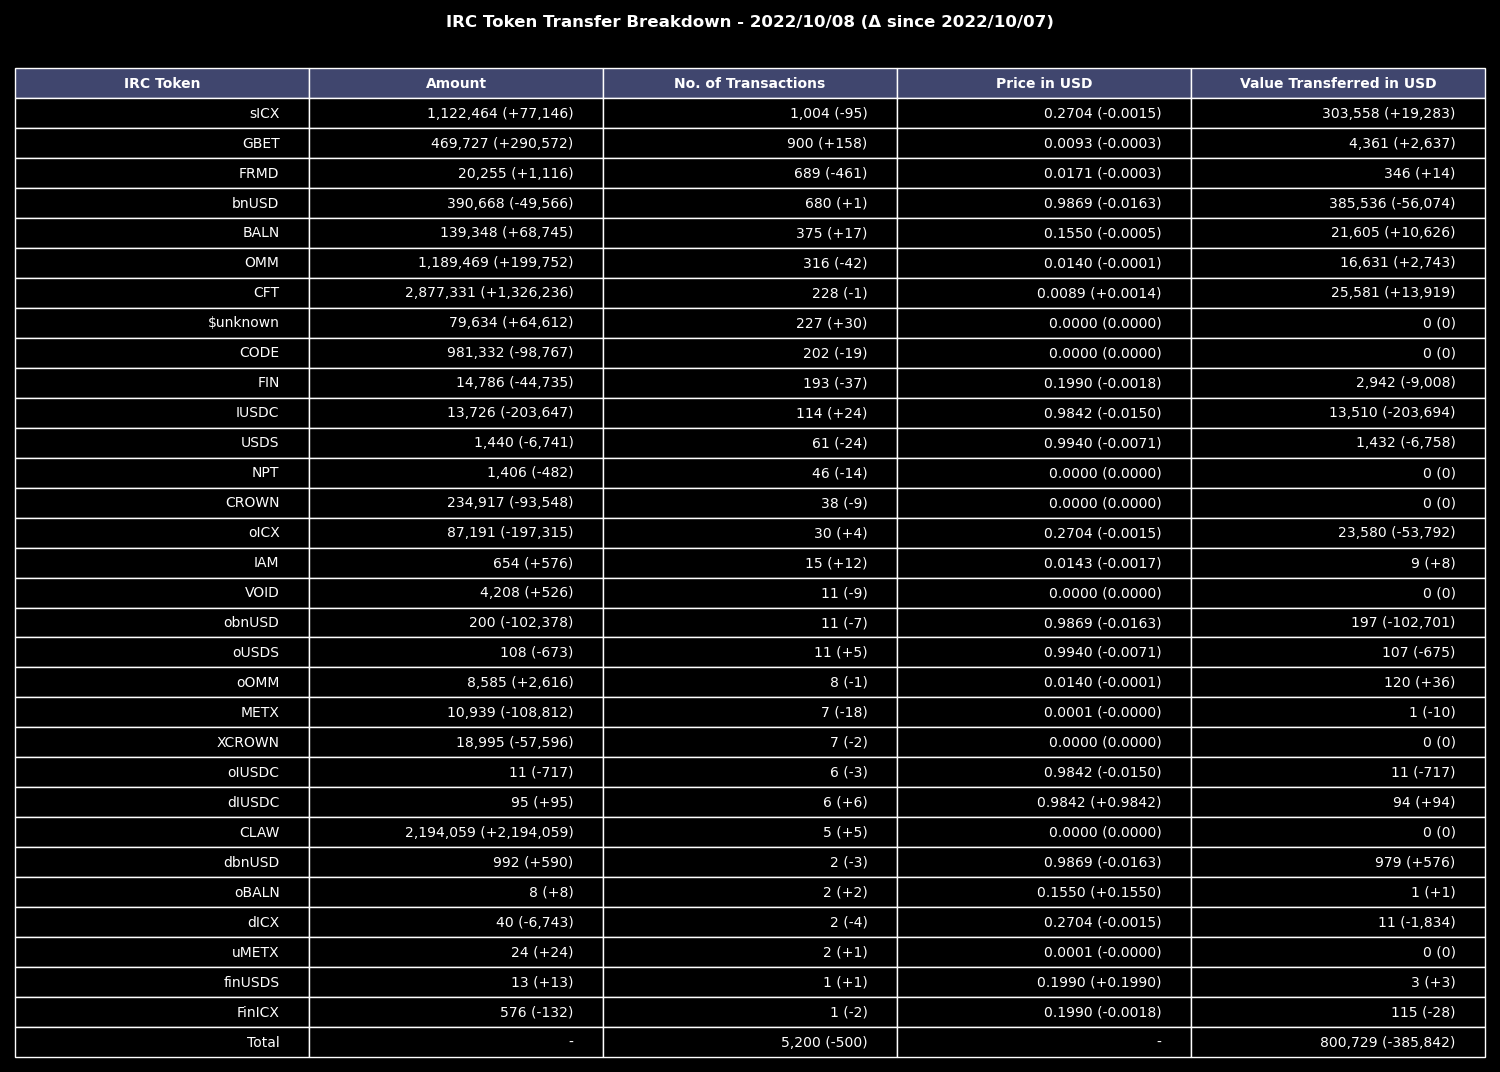 IRC Token Transfer Breakdown - 2022/10/08 (Δ since 2022/10/07)
IRC Token Amount No. of Transactions Price in USD Value Transferred in USD
sICX 1,122,464 (+77,146) 1,004 (-95) 0.2704 (-0.0015) 303,558 (+19,283)
GBET 469,727 (+290,572) 900 (+158) 0.0093 (-0.0003) 4,361 (+2,637)
FRMD 20,255 (+1,116) 689 (-461) 0.0171 (-0.0003) 346 (+14)
bnUSD 390,668 (-49,566) 680 (+1) 0.9869 (-0.0163) 385,536 (-56,074)
BALN 139,348 (+68,745) 375 (+17) 0.1550 (-0.0005) 21,605 (+10,626)
OMM 1,189,469 (+199,752) 316 (-42) 0.0140 (-0.0001) 16,631 (+2,743)
CFT 2,877,331 (+1,326,236) 228 (-1) 0.0089 (+0.0014) 25,581 (+13,919)
$unknown 79,634 (+64,612) 227 (+30) 0.0000 (0.0000) 0 (0)
CODE 981,332 (-98,767) 202 (-19) 0.0000 (0.0000) 0 (0)
FIN 14,786 (-44,735) 193 (-37) 0.1990 (-0.0018) 2,942 (-9,008)
IUSDC 13,726 (-203,647) 114 (+24) 0.9842 (-0.0150) 13,510 (-203,694)
USDS 1,440 (-6,741) 61 (-24) 0.9940 (-0.0071) 1,432 (-6,758)
NPT 1,406 (-482) 46 (-14) 0.0000 (0.0000) 0 (0)
CROWN 234,917 (-93,548) 38 (-9) 0.0000 (0.0000) 0 (0)
oICX 87,191 (-197,315) 30 (+4) 0.2704 (-0.0015) 23,580 (-53,792)
IAM 654 (+576) 15 (+12) 0.0143 (-0.0017) 9 (+8)
VOID 4,208 (+526) 11 (-9) 0.0000 (0.0000) 0 (0)
obnUSD 200 (-102,378) 11 (-7) 0.9869 (-0.0163) 197 (-102,701)
oUSDS 108 (-673) 11 (+5) 0.9940 (-0.0071) 107 (-675)
oOMM 8,585 (+2,616) 8 (-1) 0.0140 (-0.0001) 120 (+36)
METX 10,939 (-108,812) 7 (-18) 0.0001 (-0.0000) 1 (-10)
XCROWN 18,995 (-57,596) 7 (-2) 0.0000 (0.0000) 0 (0)
oIUSDC 11 (-717) 6 (-3) 0.9842 (-0.0150) 11 (-717)
dIUSDC 95 (+95) 6 (+6) 0.9842 (+0.9842) 94 (+94)
CLAW 2,194,059 (+2,194,059) 5 (+5) 0.0000 (0.0000) 0 (0)
dbnUSD 992 (+590) 2 (-3) 0.9869 (-0.0163) 979 (+576)
oBALN 8 (+8) 2 (+2) 0.1550 (+0.1550) 1 (+1)
dICX 40 (-6,743) 2 (-4) 0.2704 (-0.0015) 11 (-1,834)
uMETX 24 (+24) 2 (+1) 0.0001 (-0.0000) 0 (0)
finUSDS 13 (+13) 1 (+1) 0.1990 (+0.1990) 3 (+3)
FinICX 576 (-132) 1 (-2) 0.1990 (-0.0018) 115 (-28)
Total - 5,200 (-500) - 800,729 (-385,842)